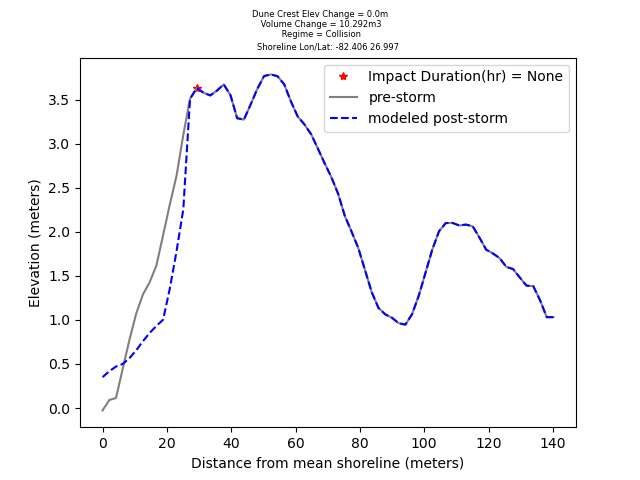 Dune Crest Elev Change = 0.0m
Volume Change = 10.292m3
Regime = Collision
Shoreline Lon/Lat: -82.406 26.997
Impact Duration(hr) = None
pre-storm
modeled post-storm
3.5
3.0
2.5
2.0
1.5
1.0
0.5
0.0
Elevation (meters)
0 20 40 60 80 100 120 140
Distance from mean shoreline (meters)